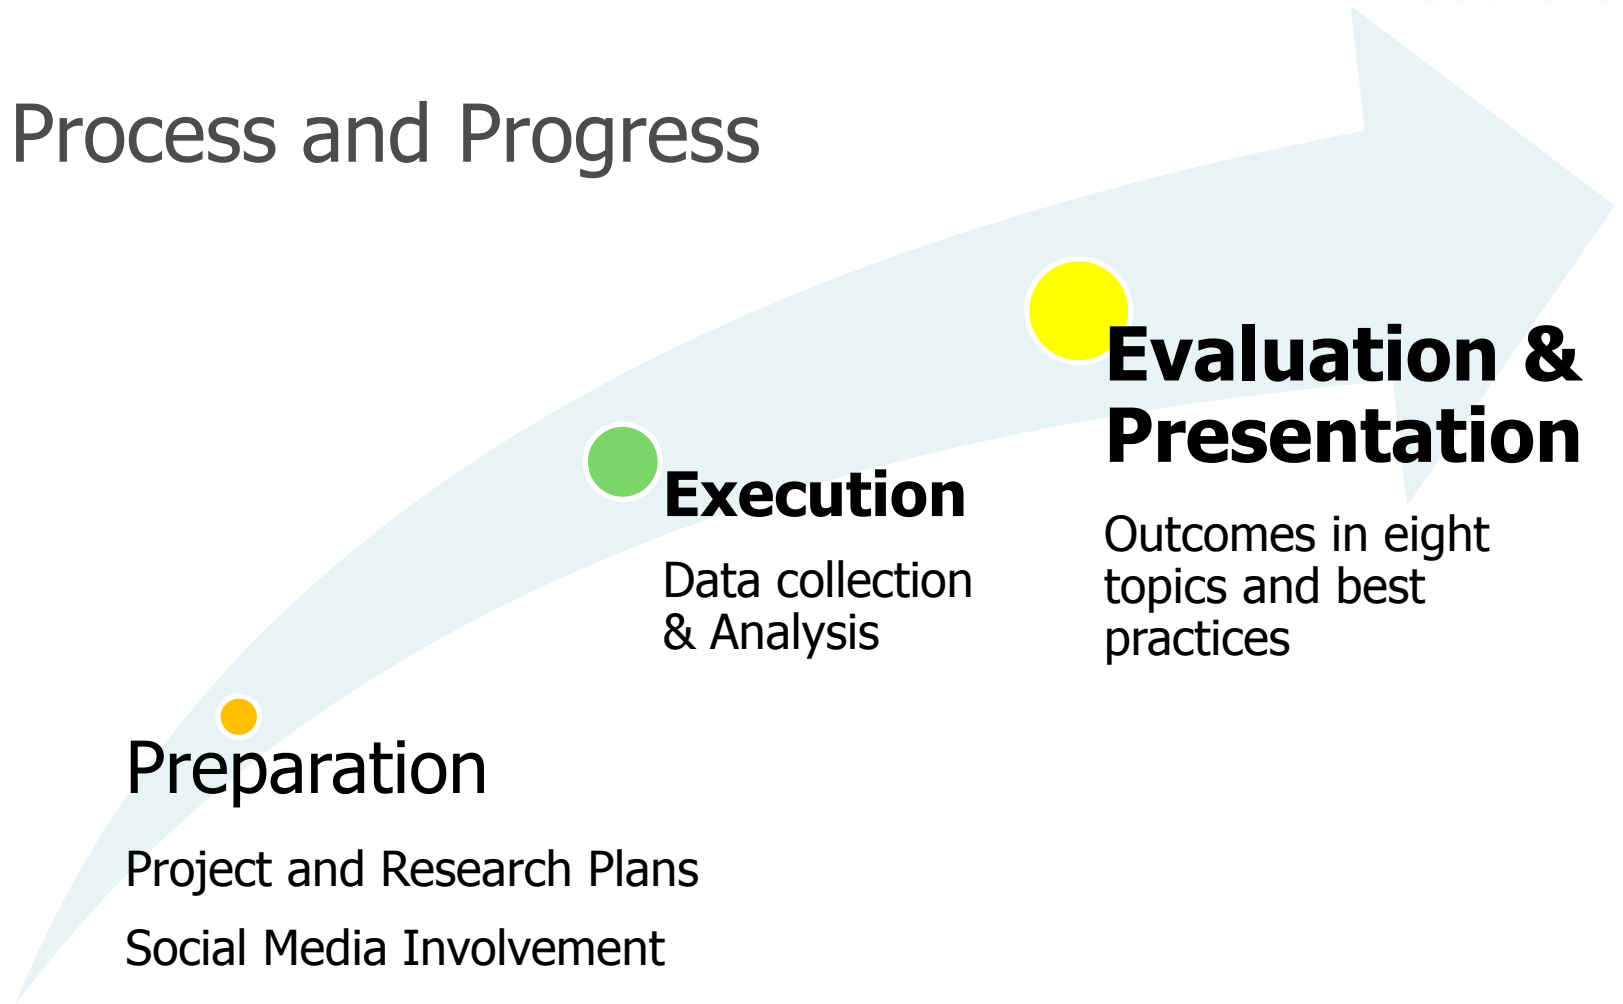 Process and Progress
Evaluation &
Presentation
Outcomes in eight
topics and best
practices
Execution
Data collection
& Analysis
Preparation
Project and Research Plans
Social Media Involvement